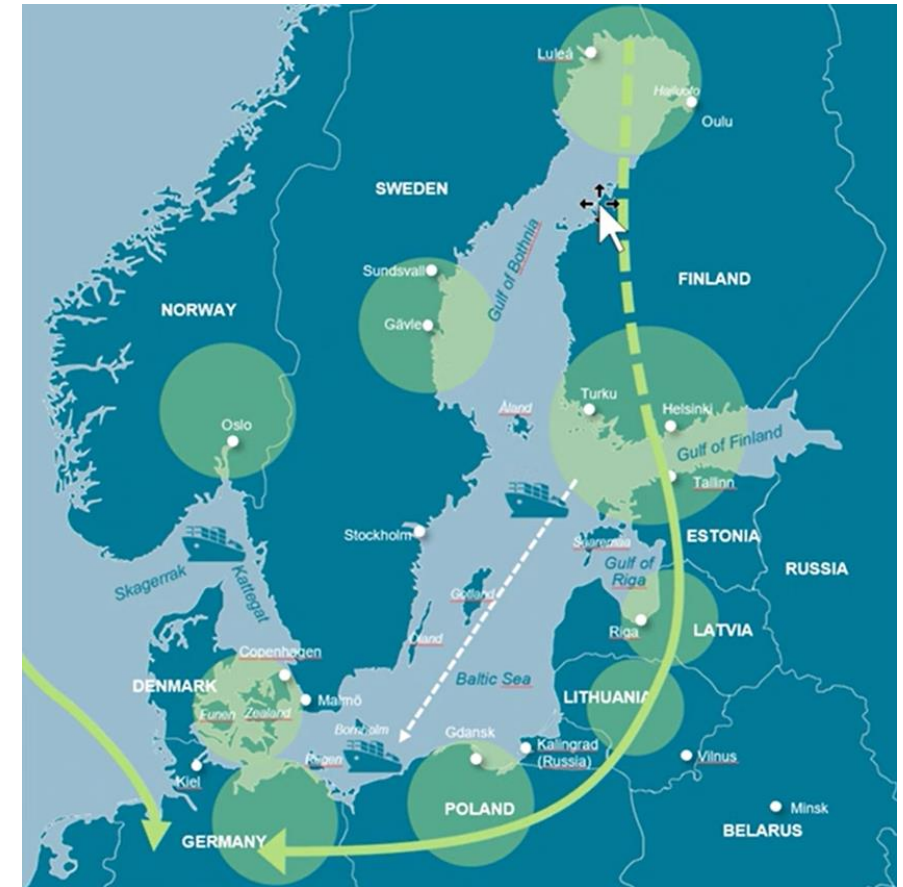 Luleå
Hailuoto
Oulu
SWEDEN
Gulf of Bothnia
Sundsvall
FINLAND
NORWAY
Gävle
Turku
Åland
Helsinki
Oslo
Gulf of Finland
Tallinn
Stockholm
ESTONIA
Saaremaa
Skagerrak
Kattegat
Gulf of
Riga
RUSSIA
Gotland
Riga
LATVIA
Öland
Copenhagen
Baltic Sea
DENMARK
Malmö
LITHUANIA
Funen
Zealand
Bornholm
Gdansk
Kalingrad
(Russia)
Rügen
Vilnus
Kiel
POLAND
Minsk
GERMANY
BELARUS